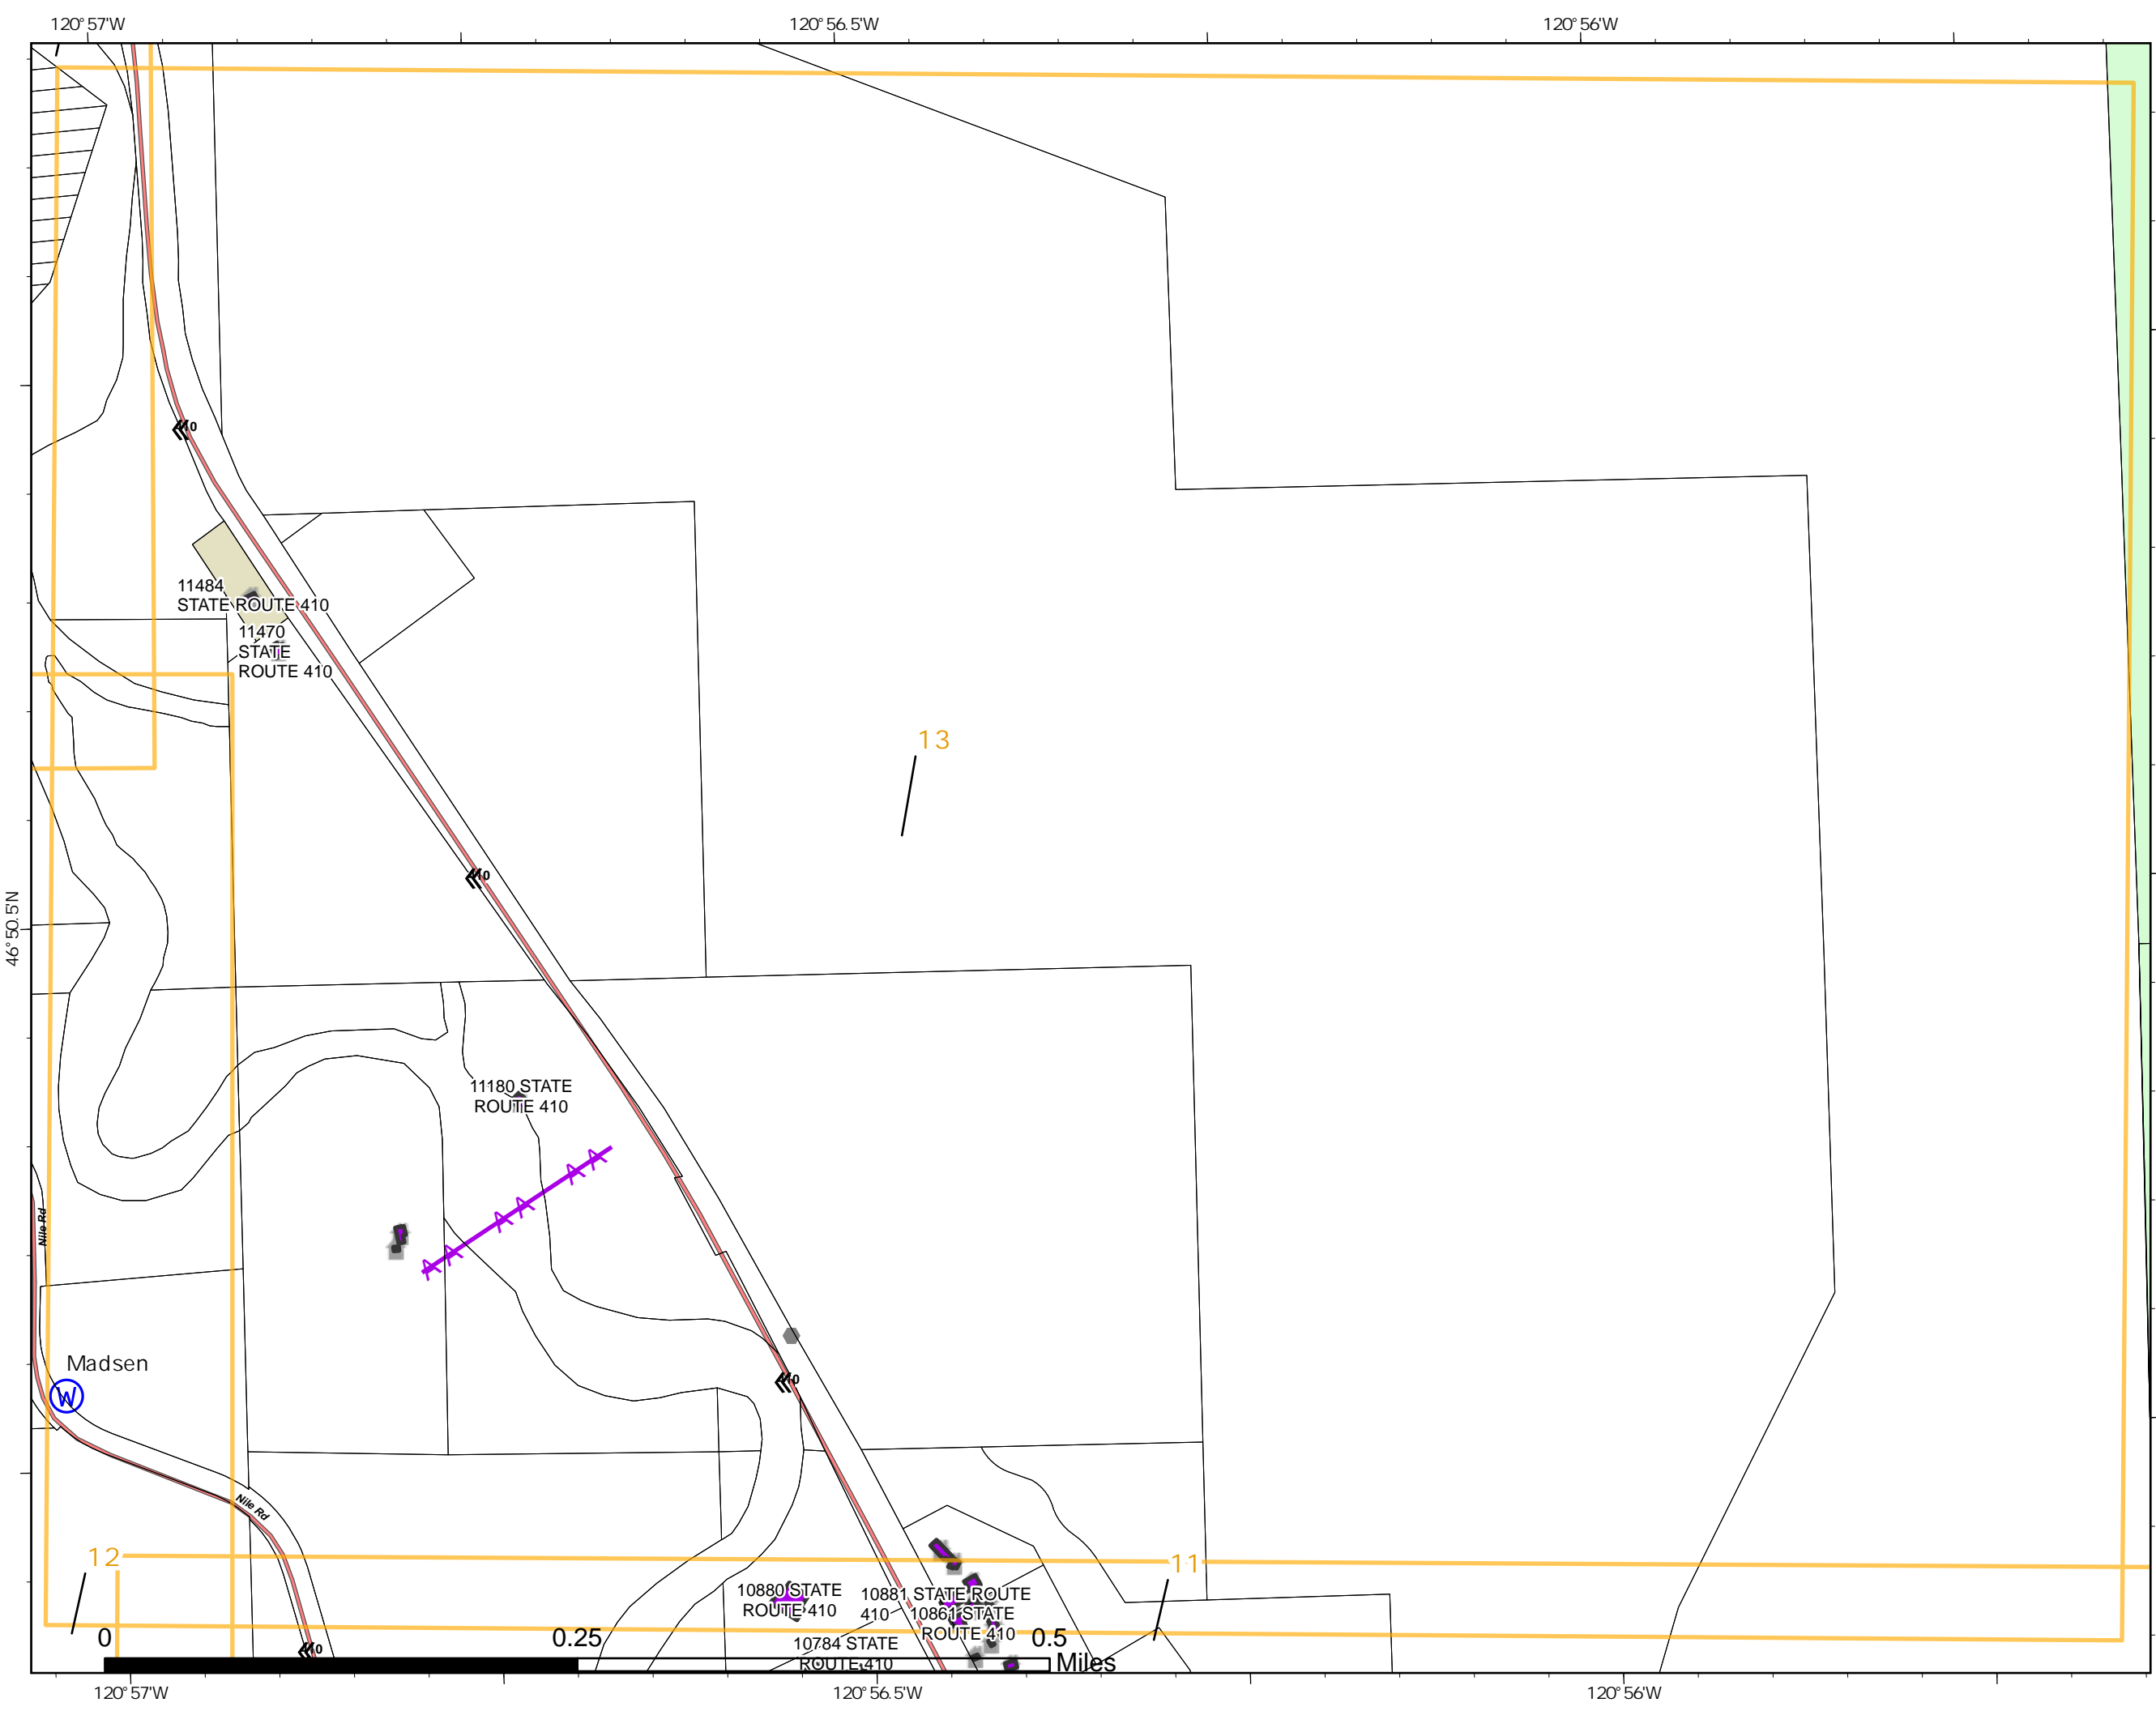 120°57'W
120°56.5'W
120°56'W
11484
STATE ROUTE 410
11470
STATE
ROUTE 410
13
46°50.5'N
11180 STATE
ROUTE 410
Nile Rd
Madsen
W
Nile Rd
12
11
10880 STATE
ROUTE 410
10881 STATE ROUTE
410
10861 STATE
ROUTE 410
10784 STATE
ROUTE 410
0
0.25
0.5
Miles
120°57'W
120°56.5'W
120°56'W